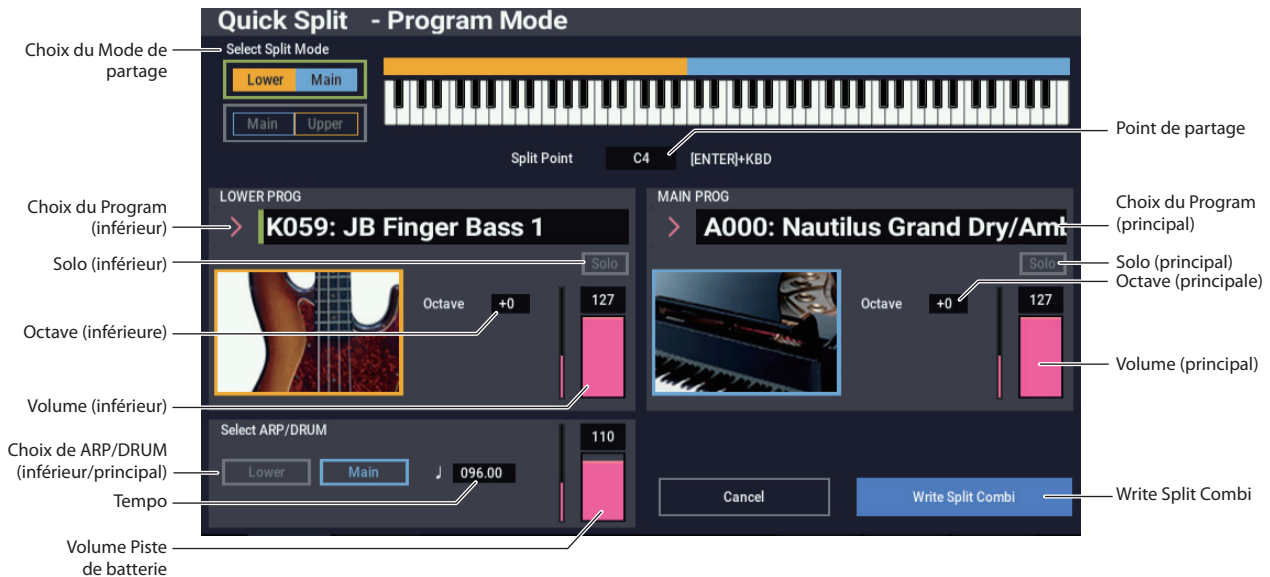 Quick Split - Program Mode
Choix du Mode de
partage
Select Split Mode
Lower Main
Main Upper
Point de partage
Split Point C4 [ENTER]+KBD
LOWER PROG
MAIN PROG
Choix du Program
(inférieur)
K059: JB Finger Bass 1
A000: Nautilus Grand Dry/Am
Choix du Program
(principal)
Solo (inférieur)
Solo
Solo
Solo (principal)
Octave (principale)
Octave +0
127
Octave +0
127
Octave (inférieure)
Volume (principal)
Volume (inférieur)
Select ARP/DRUM
110
Choix de ARP/DRUM
(inférieur/principal)
Lower Main
096.00
Tempo
Cancel
Write Split Combi
Write Split Combi
Volume Piste
de batterie